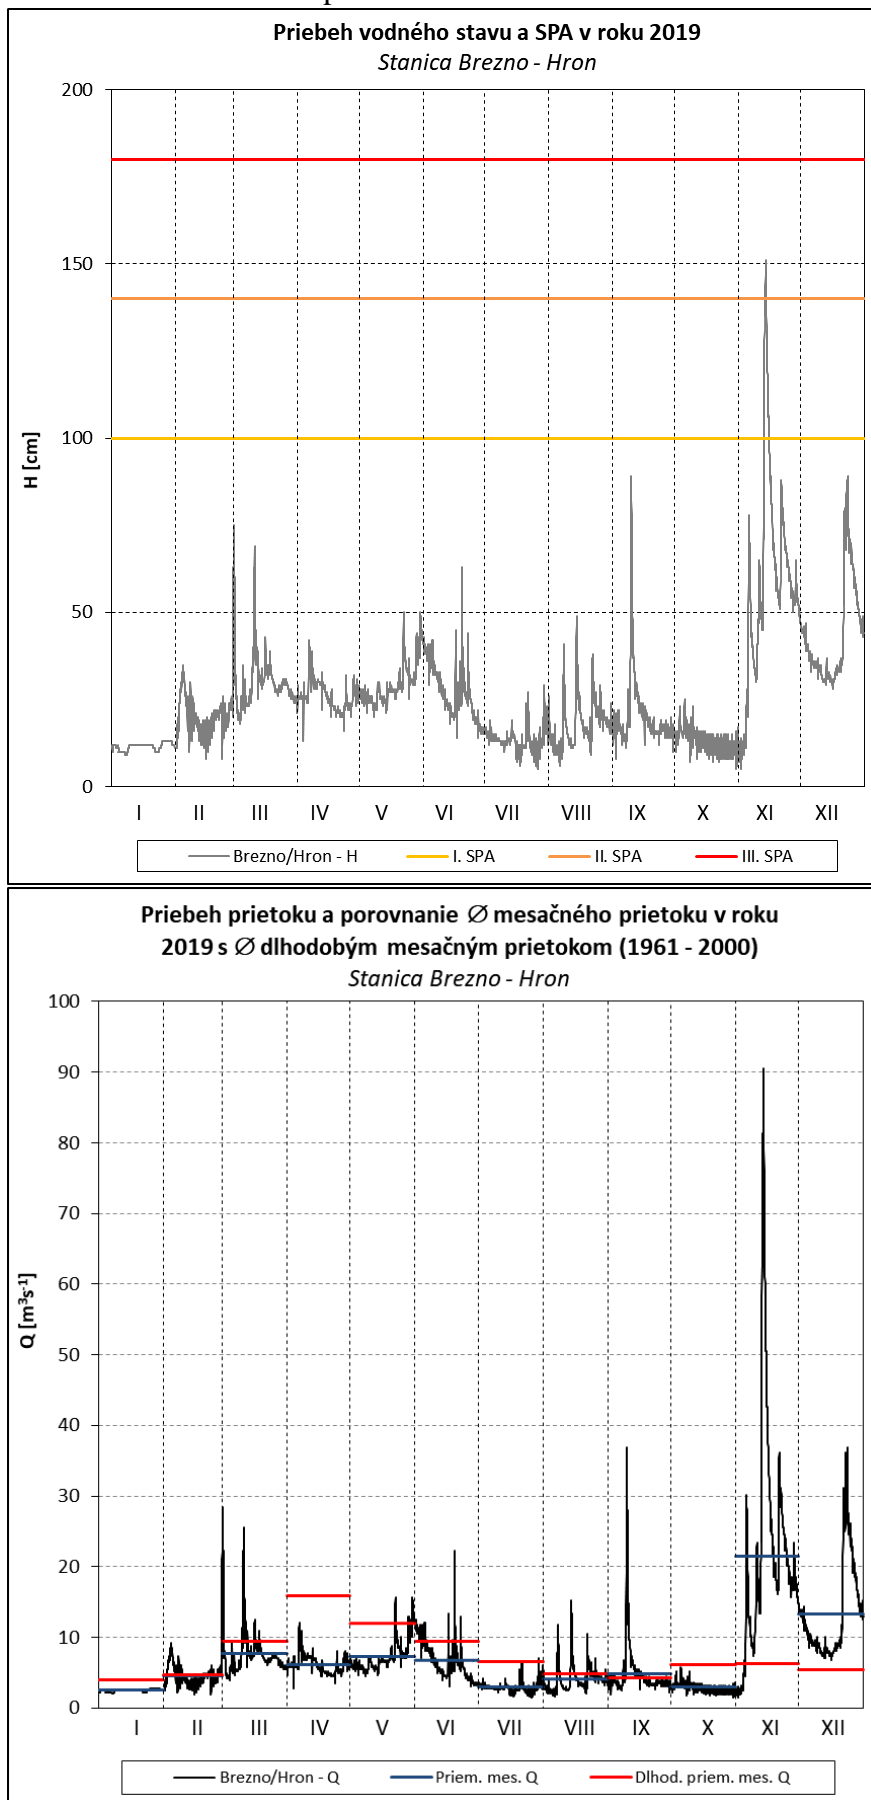 Priebeh vodného stavu a SPA v roku 2019
Stanica Brezno - Hron
200
150
100
50
0
H [cm]
I II III IV V VI VII VIII IX X XI XII
Brezno/Hron - H I. SPA II. SPA III. SPA
Priebeh prietoku a porovnanie ∅ mesačného prietoku v roku
2019 s ∅ dlhodobým mesačným prietokom (1961 - 2000)
Stanica Brezno - Hron
100
90
80
70
60
50
40
30
20
10
0
Q [m³s⁻¹]
I II III IV V VI VII VIII IX X XI XII
Brezno/Hron - Q Priem. mes. Q Dlhod. priem. mes. Q